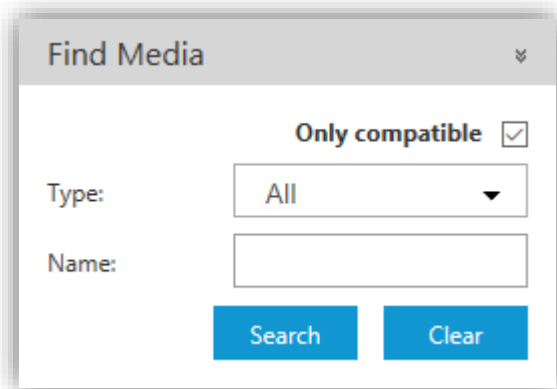 Find Media
Only compatible
Type: All
Name:
Search Clear